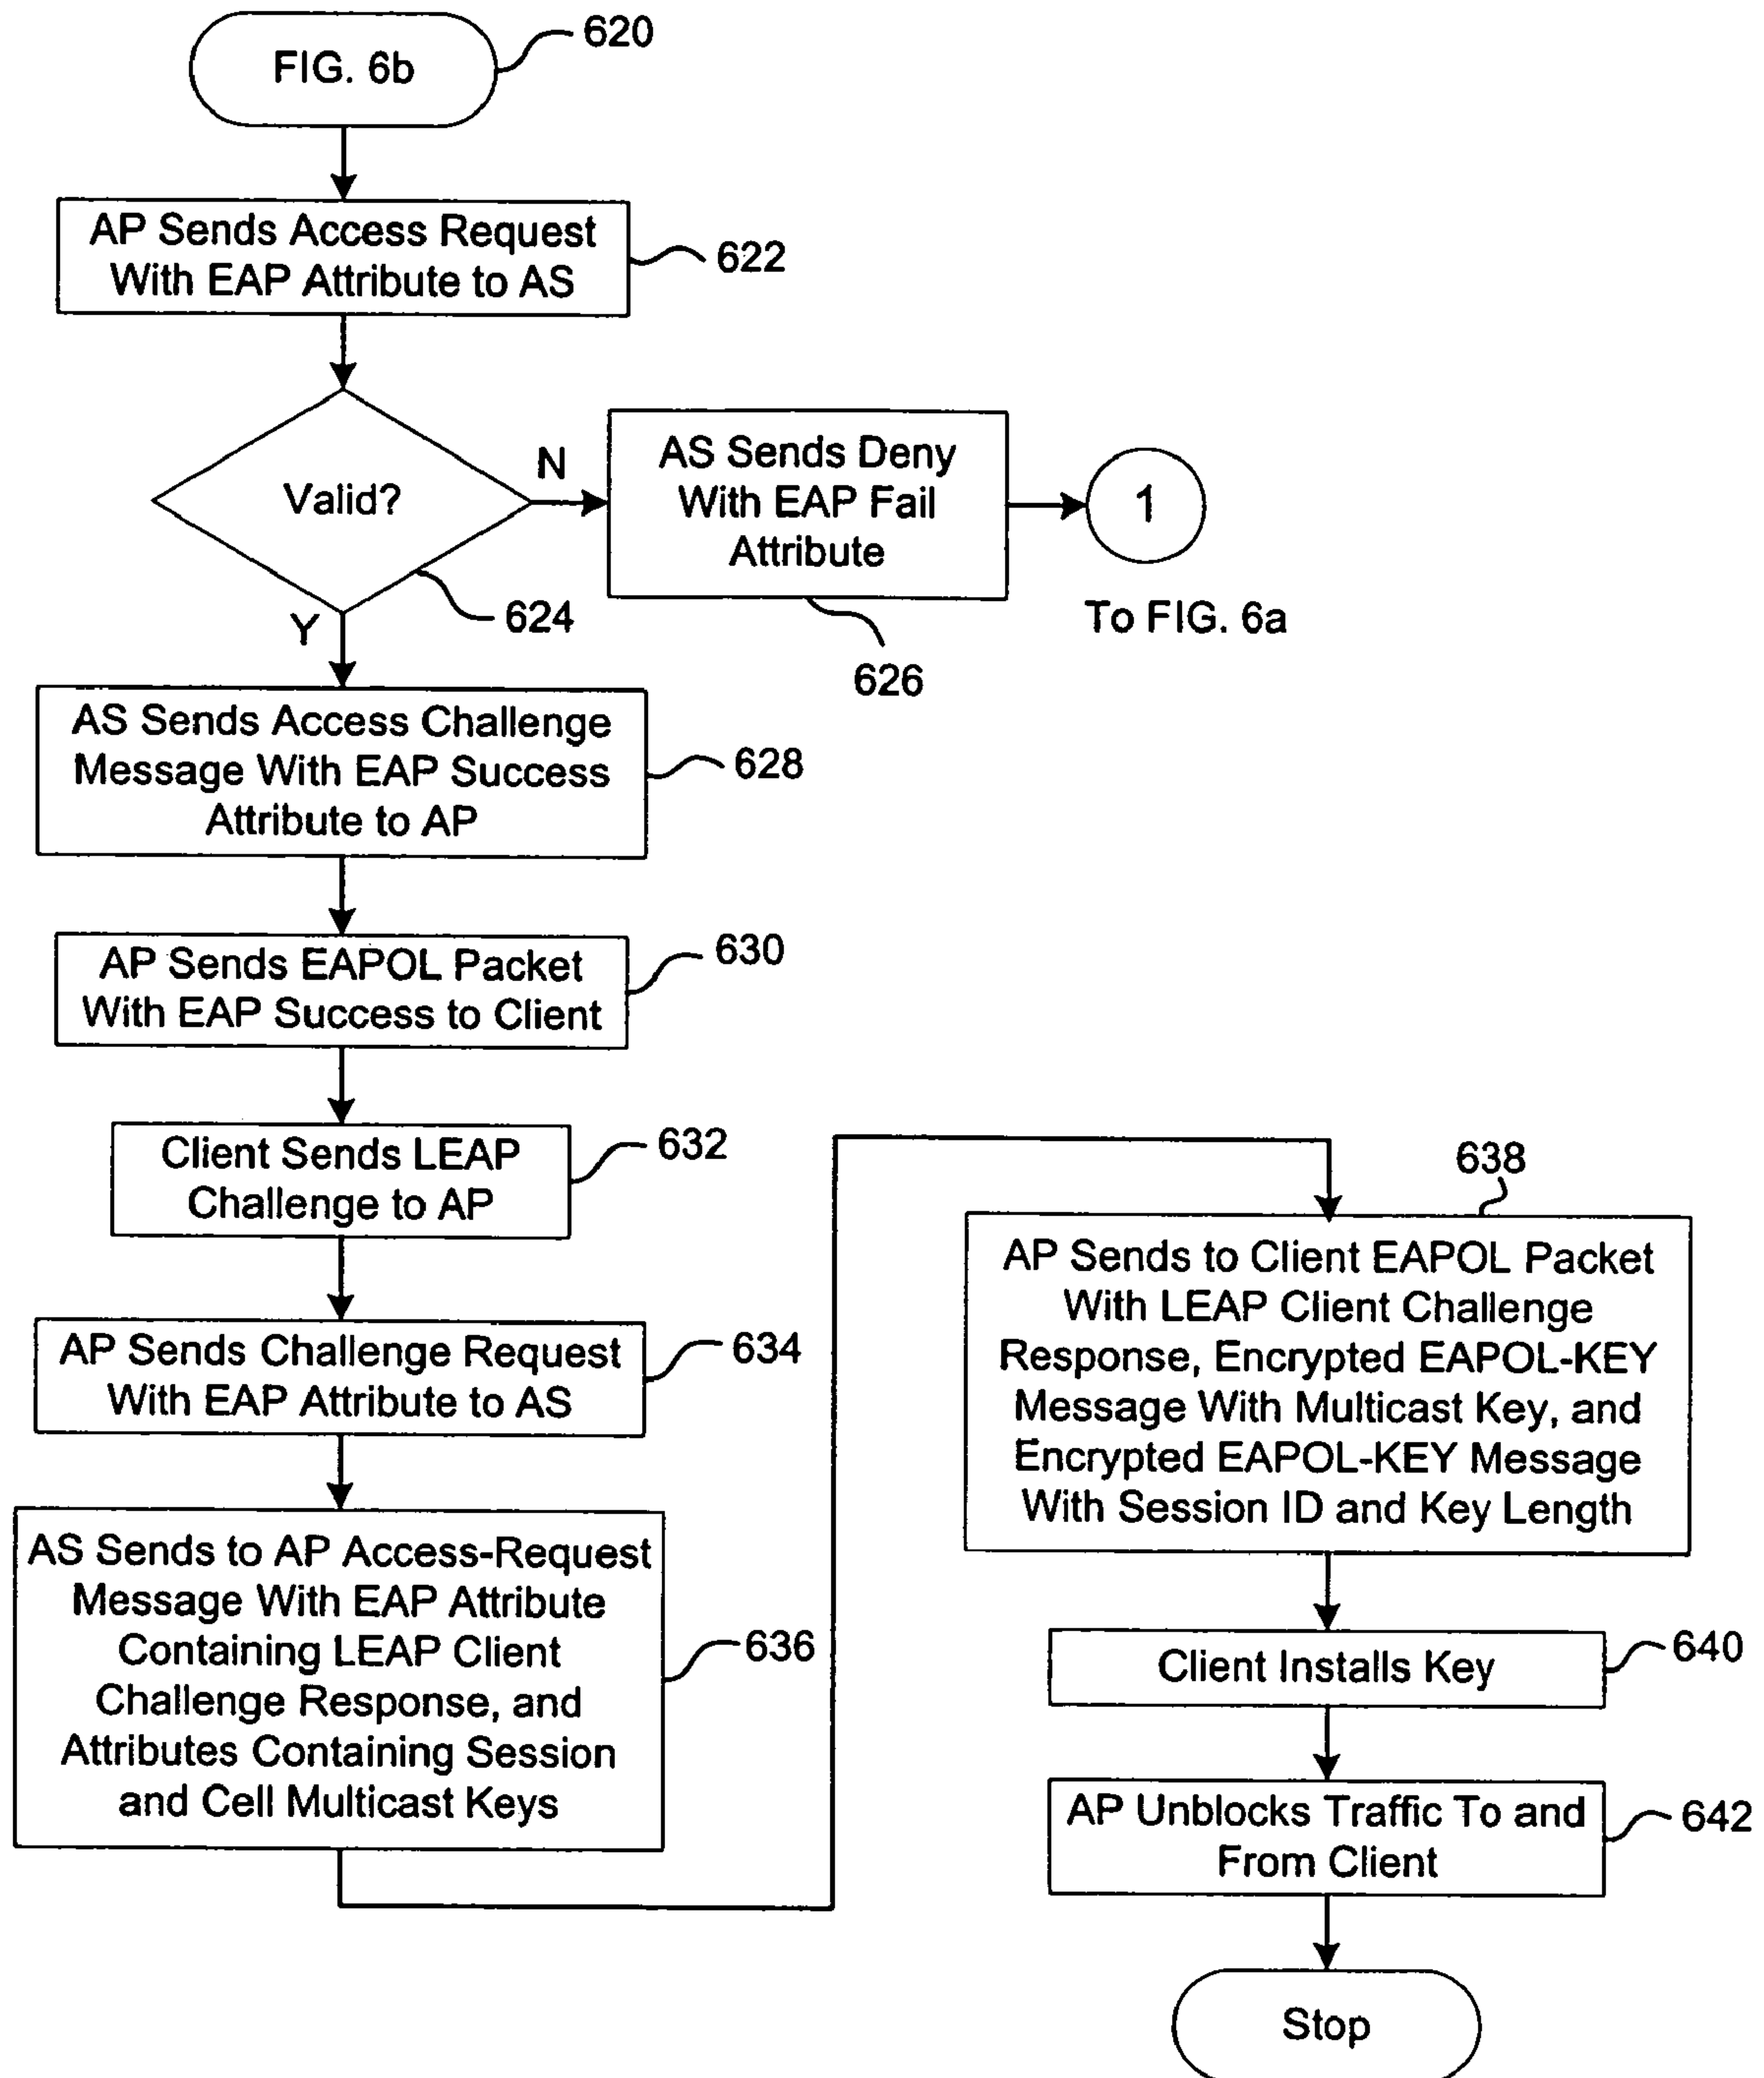 FIG. 6b
620
AP Sends Access Request
With EAP Attribute to AS
622
Valid?
624
N
Y
AS Sends Deny
With EAP Fail
Attribute
626
1
To FIG. 6a
AS Sends Access Challenge
Message With EAP Success
Attribute to AP
628
AP Sends EAPOL Packet
With EAP Success to Client
630
Client Sends LEAP
Challenge to AP
632
AP Sends Challenge Request
With EAP Attribute to AS
634
AS Sends to AP Access-Request
Message With EAP Attribute
Containing LEAP Client
Challenge Response, and
Attributes Containing Session
and Cell Multicast Keys
636
638
AP Sends to Client EAPOL Packet
With LEAP Client Challenge
Response, Encrypted EAPOL-KEY
Message With Multicast Key, and
Encrypted EAPOL-KEY Message
With Session ID and Key Length
Client Installs Key
640
AP Unblocks Traffic To and
From Client
642
Stop